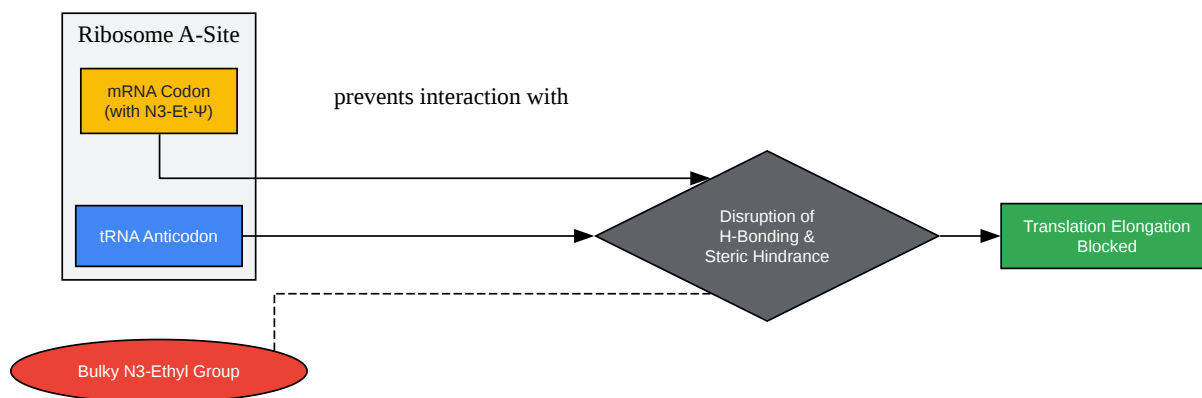 Ribosome A-Site
mRNA Codon
(with N3-Et-Ψ)
prevents interaction with
tRNA Anticodon
Disruption of
H-Bonding &
Steric Hindrance
Translation Elongation
Blocked
Bulky N3-Ethyl Group